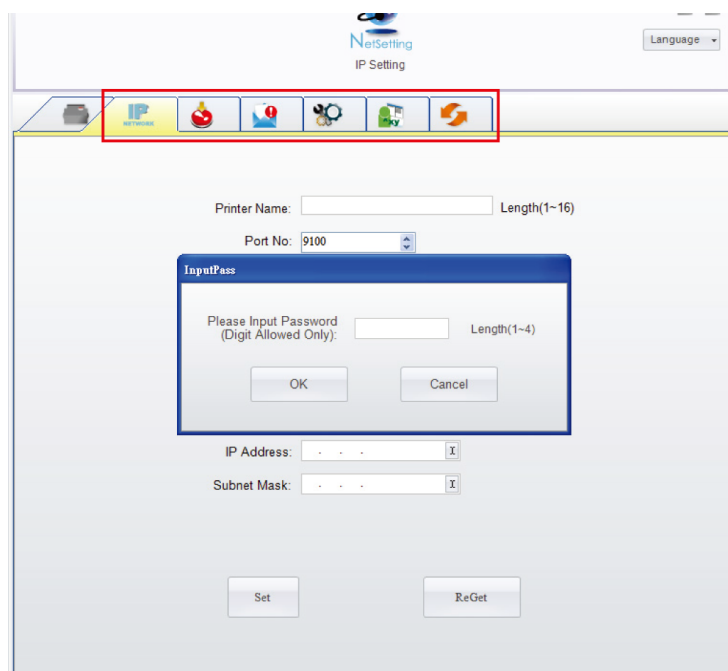 NetSetting
Language
IP Setting
IP
NETWORK
Printer Name:
Length(1~16)
Port No: 9100
InputPass
Please Input Password
(Digit Allowed Only):
Length(1~4)
OK
Cancel
IP Address: . . .
Subnet Mask: . . .
Set
ReGet